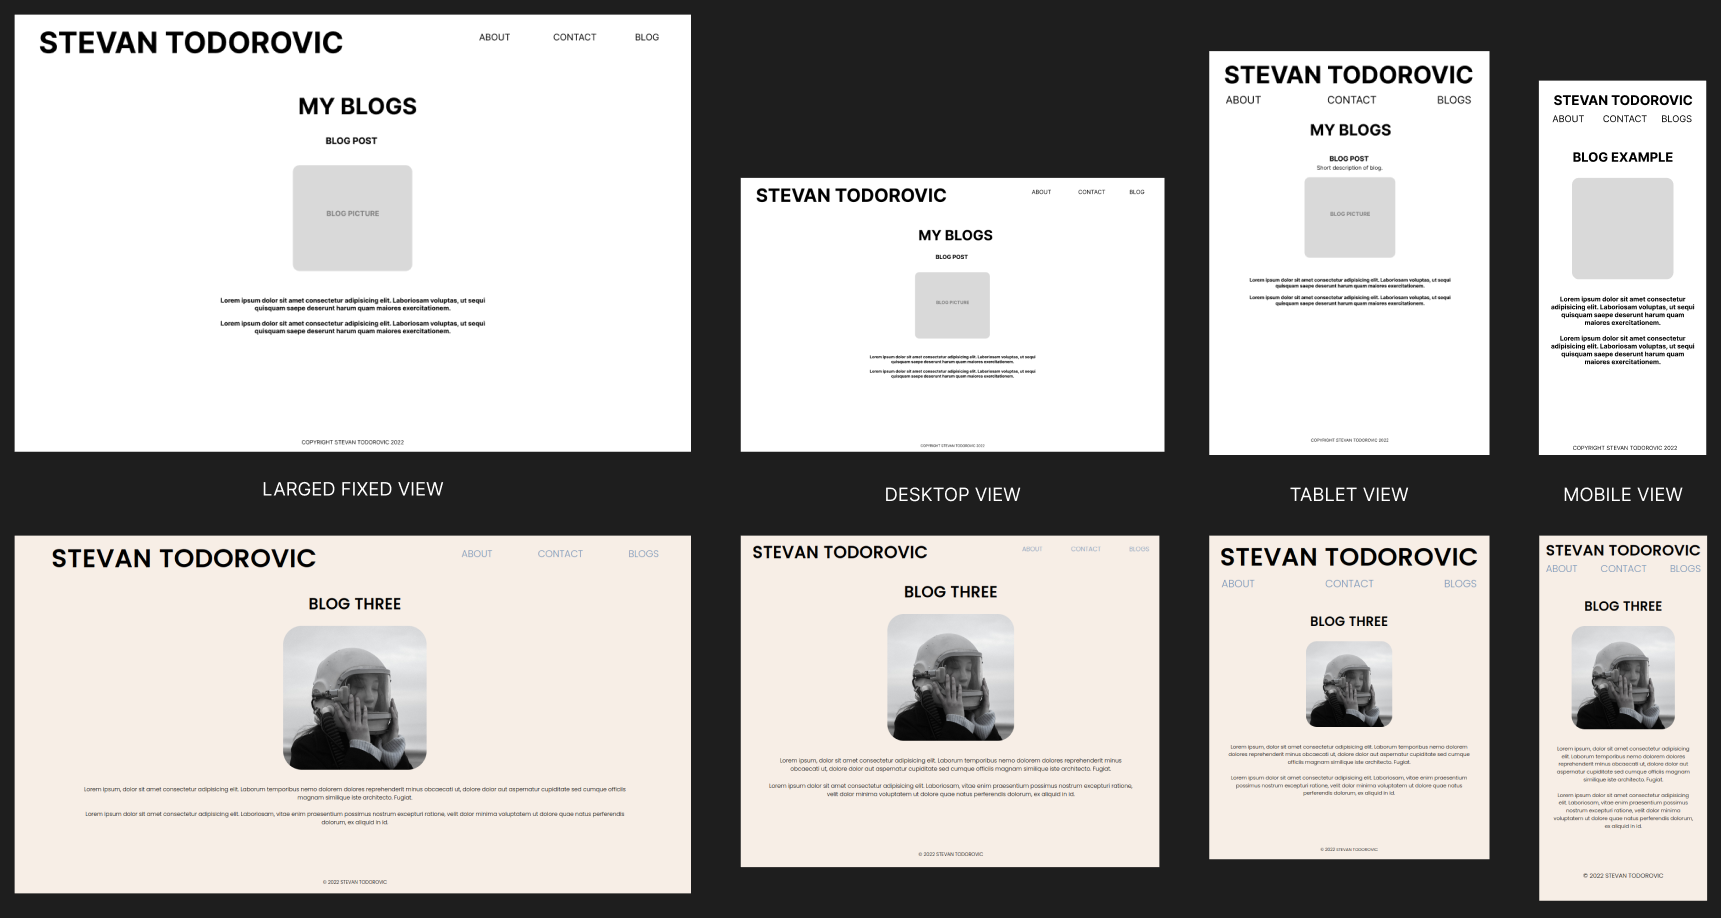 STEVAN TODOROVIC
ABOUT CONTACT BLOG
MY BLOGS
BLOG POST
BLOG PICTURE
Lorem ipsum dolor sit amet consectetur adipisicing elit. Laboriosam voluptas, ut sequi
quisquam saepe deserunt harum quam maiores exercitationem.
Lorem ipsum dolor sit amet consectetur adipisicing elit. Laboriosam voluptas, ut sequi
quisquam saepe deserunt harum quam maiores exercitationem.
COPYRIGHT STEVAN TODOROVIC 2022
LARGED FIXED VIEW
STEVAN TODOROVIC
ABOUT CONTACT BLOG
MY BLOGS
BLOG POST
BLOG PICTURE
Lorem ipsum dolor sit amet consectetur adipisicing elit. Laboriosam voluptas, ut sequi
quisquam saepe deserunt harum quam maiores exercitationem.
Lorem ipsum dolor sit amet consectetur adipisicing elit. Laboriosam voluptas, ut sequi
quisquam saepe deserunt harum quam maiores exercitationem.
COPYRIGHT STEVAN TODOROVIC 2022
DESKTOP VIEW
STEVAN TODOROVIC
ABOUT CONTACT BLOGS
MY BLOGS
BLOG POST
Short description of blog.
BLOG PICTURE
Lorem ipsum dolor sit amet consectetur adipisicing elit. Laboriosam voluptas, ut sequi
quisquam saepe deserunt harum quam maiores exercitationem.
Lorem ipsum dolor sit amet consectetur adipisicing elit. Laboriosam voluptas, ut sequi
quisquam saepe deserunt harum quam maiores exercitationem.
COPYRIGHT STEVAN TODOROVIC 2022
TABLET VIEW
STEVAN TODOROVIC
ABOUT CONTACT BLOGS
BLOG EXAMPLE
Lorem ipsum dolor sit amet consectetur
adipisicing elit. Laboriosam voluptas, ut sequi
quisquam saepe deserunt harum quam
maiores exercitationem.
Lorem ipsum dolor sit amet consectetur
adipisicing elit. Laboriosam voluptas, ut sequi
quisquam saepe deserunt harum quam
maiores exercitationem.
COPYRIGHT STEVAN TODOROVIC 2022
MOBILE VIEW
STEVAN TODOROVIC
ABOUT CONTACT BLOGS
BLOG THREE
Lorem ipsum, dolor sit amet consectetur adipisicing elit. Laborum temporibus nemo dolorem dolores reprehenderit minus obcaecati ut, dolore dolor aut aspernatur cupiditate sed cumque officiis
magnam similique iste architecto. Fugiat.
Lorem ipsum dolor sit amet consectetur adipisicing elit. Laboriosam, vitae enim praesentium possimus nostrum excepturi ratione, velit dolor minima voluptatem ut dolore quae natus perferendis
dolorum, ex aliquid in id.
© 2022 STEVAN TODOROVIC
STEVAN TODOROVIC
ABOUT CONTACT BLOGS
BLOG THREE
Lorem ipsum, dolor sit amet consectetur adipisicing elit. Laborum temporibus nemo dolorem dolores reprehenderit minus
obcaecati ut, dolore dolor aut aspernatur cupiditate sed cumque officiis magnam similique iste architecto. Fugiat.
Lorem ipsum dolor sit amet consectetur adipisicing elit. Laboriosam, vitae enim praesentium possimus nostrum excepturi ratione,
velit dolor minima voluptatem ut dolore quae natus perferendis dolorum, ex aliquid in id.
© 2022 STEVAN TODOROVIC
STEVAN TODOROVIC
ABOUT CONTACT BLOGS
BLOG THREE
Lorem ipsum, dolor sit amet consectetur adipisicing elit. Laborum temporibus nemo dolorem
dolores reprehenderit minus obcaecati ut, dolore dolor aut aspernatur cupiditate sed cumque
officiis magnam similique iste architecto. Fugiat.
Lorem ipsum dolor sit amet consectetur adipisicing elit. Laboriosam, vitae enim praesentium
possimus nostrum excepturi ratione, velit dolor minima voluptatem ut dolore quae natus
perferendis dolorum, ex aliquid in id.
© 2022 STEVAN TODOROVIC
STEVAN TODOROVIC
ABOUT CONTACT BLOGS
BLOG THREE
Lorem ipsum, dolor sit amet consectetur adipisicing
elit. Laborum temporibus nemo dolorem dolores
reprehenderit minus obcaecati ut, dolore dolor aut
aspernatur cupiditate sed cumque officiis magnam
similique iste architecto. Fugiat.
Lorem ipsum dolor sit amet consectetur adipisicing
elit. Laboriosam, vitae enim praesentium possimus
nostrum excepturi ratione, velit dolor minima
voluptatem ut dolore quae natus perferendis dolorum,
ex aliquid in id.
© 2022 STEVAN TODOROVIC